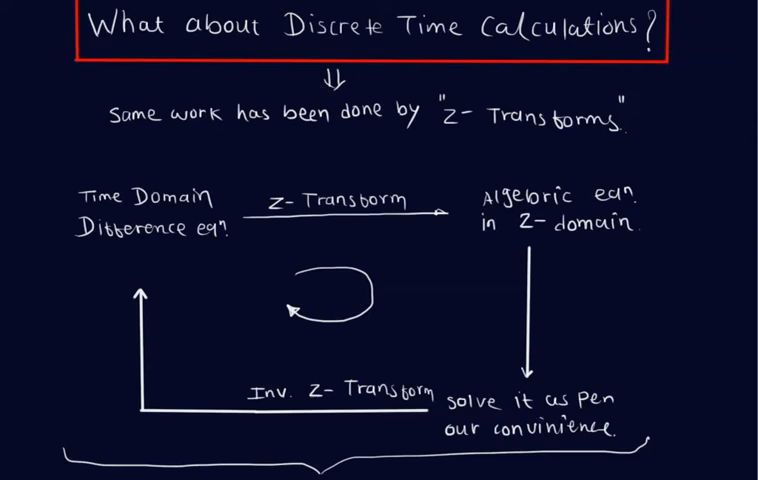 What about Discrete Time Calculations?
Same work has been done by "Z- Transforms".
Time Domain
Difference eqn.
Z- Transform
Algebric eqn.
in Z-domain.
Inv. Z- Transform
solve it as per
our convinience.